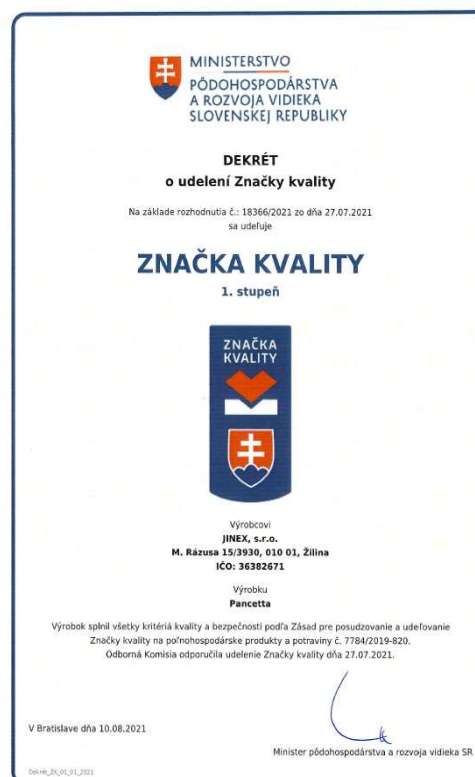 MINISTERSTVO
PÔDOHOSPODÁRSTVA
A ROZVOJA VIDIEKA
SLOVENSKEJ REPUBLIKY
DEKRÉT
o udelení Značky kvality
Na základe rozhodnutia č.: 18366/2021 zo dňa 27.07.2021
sa udeľuje
ZNAČKA KVALITY
1. stupeň
ZNAČKA
KVALITY
Výrobcovi
JINEX, s.r.o.
M. Rázusa 15/3930, 010 01, Žilina
IČO: 36382671
Výrobku
Pancetta
Výrobok splnil všetky kritériá kvality a bezpečnosti podľa Zásad pre posudzovanie a udeľovanie
Značky kvality na poľnohospodárske produkty a potraviny č. 7784/2019-820.
Odborná Komisia odporučila udelenie Značky kvality dňa 27.07.2021.
V Bratislave dňa 10.08.2021
Minister pôdohospodárstva a rozvoja vidieka SR
Dekrét_ZK_01_01_2021